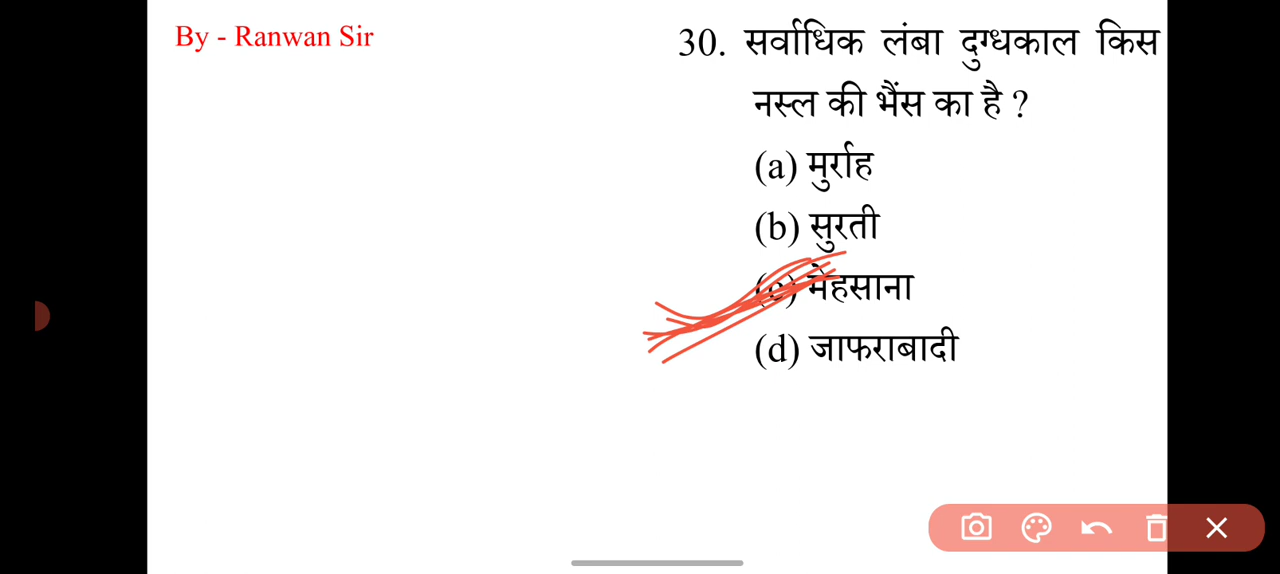 By - Ranwan Sir
30. सर्वाधिक लंबा दुग्धकाल किस
नस्ल की भैंस का है ?
(a) मुर्राह
(b) सुरती
(c) मेहसाना
(d) जाफराबादी